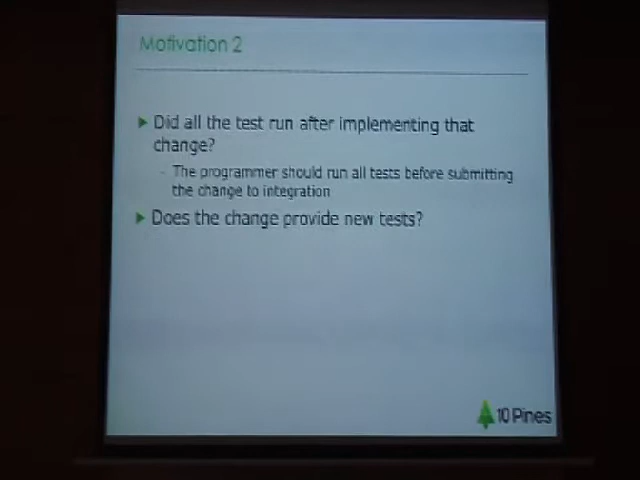 Motivation 2
Did all the test run after implementing that
change?
- The programmer should run all tests before submitting
the change to integration
Does the change provide new tests?
10 Pines